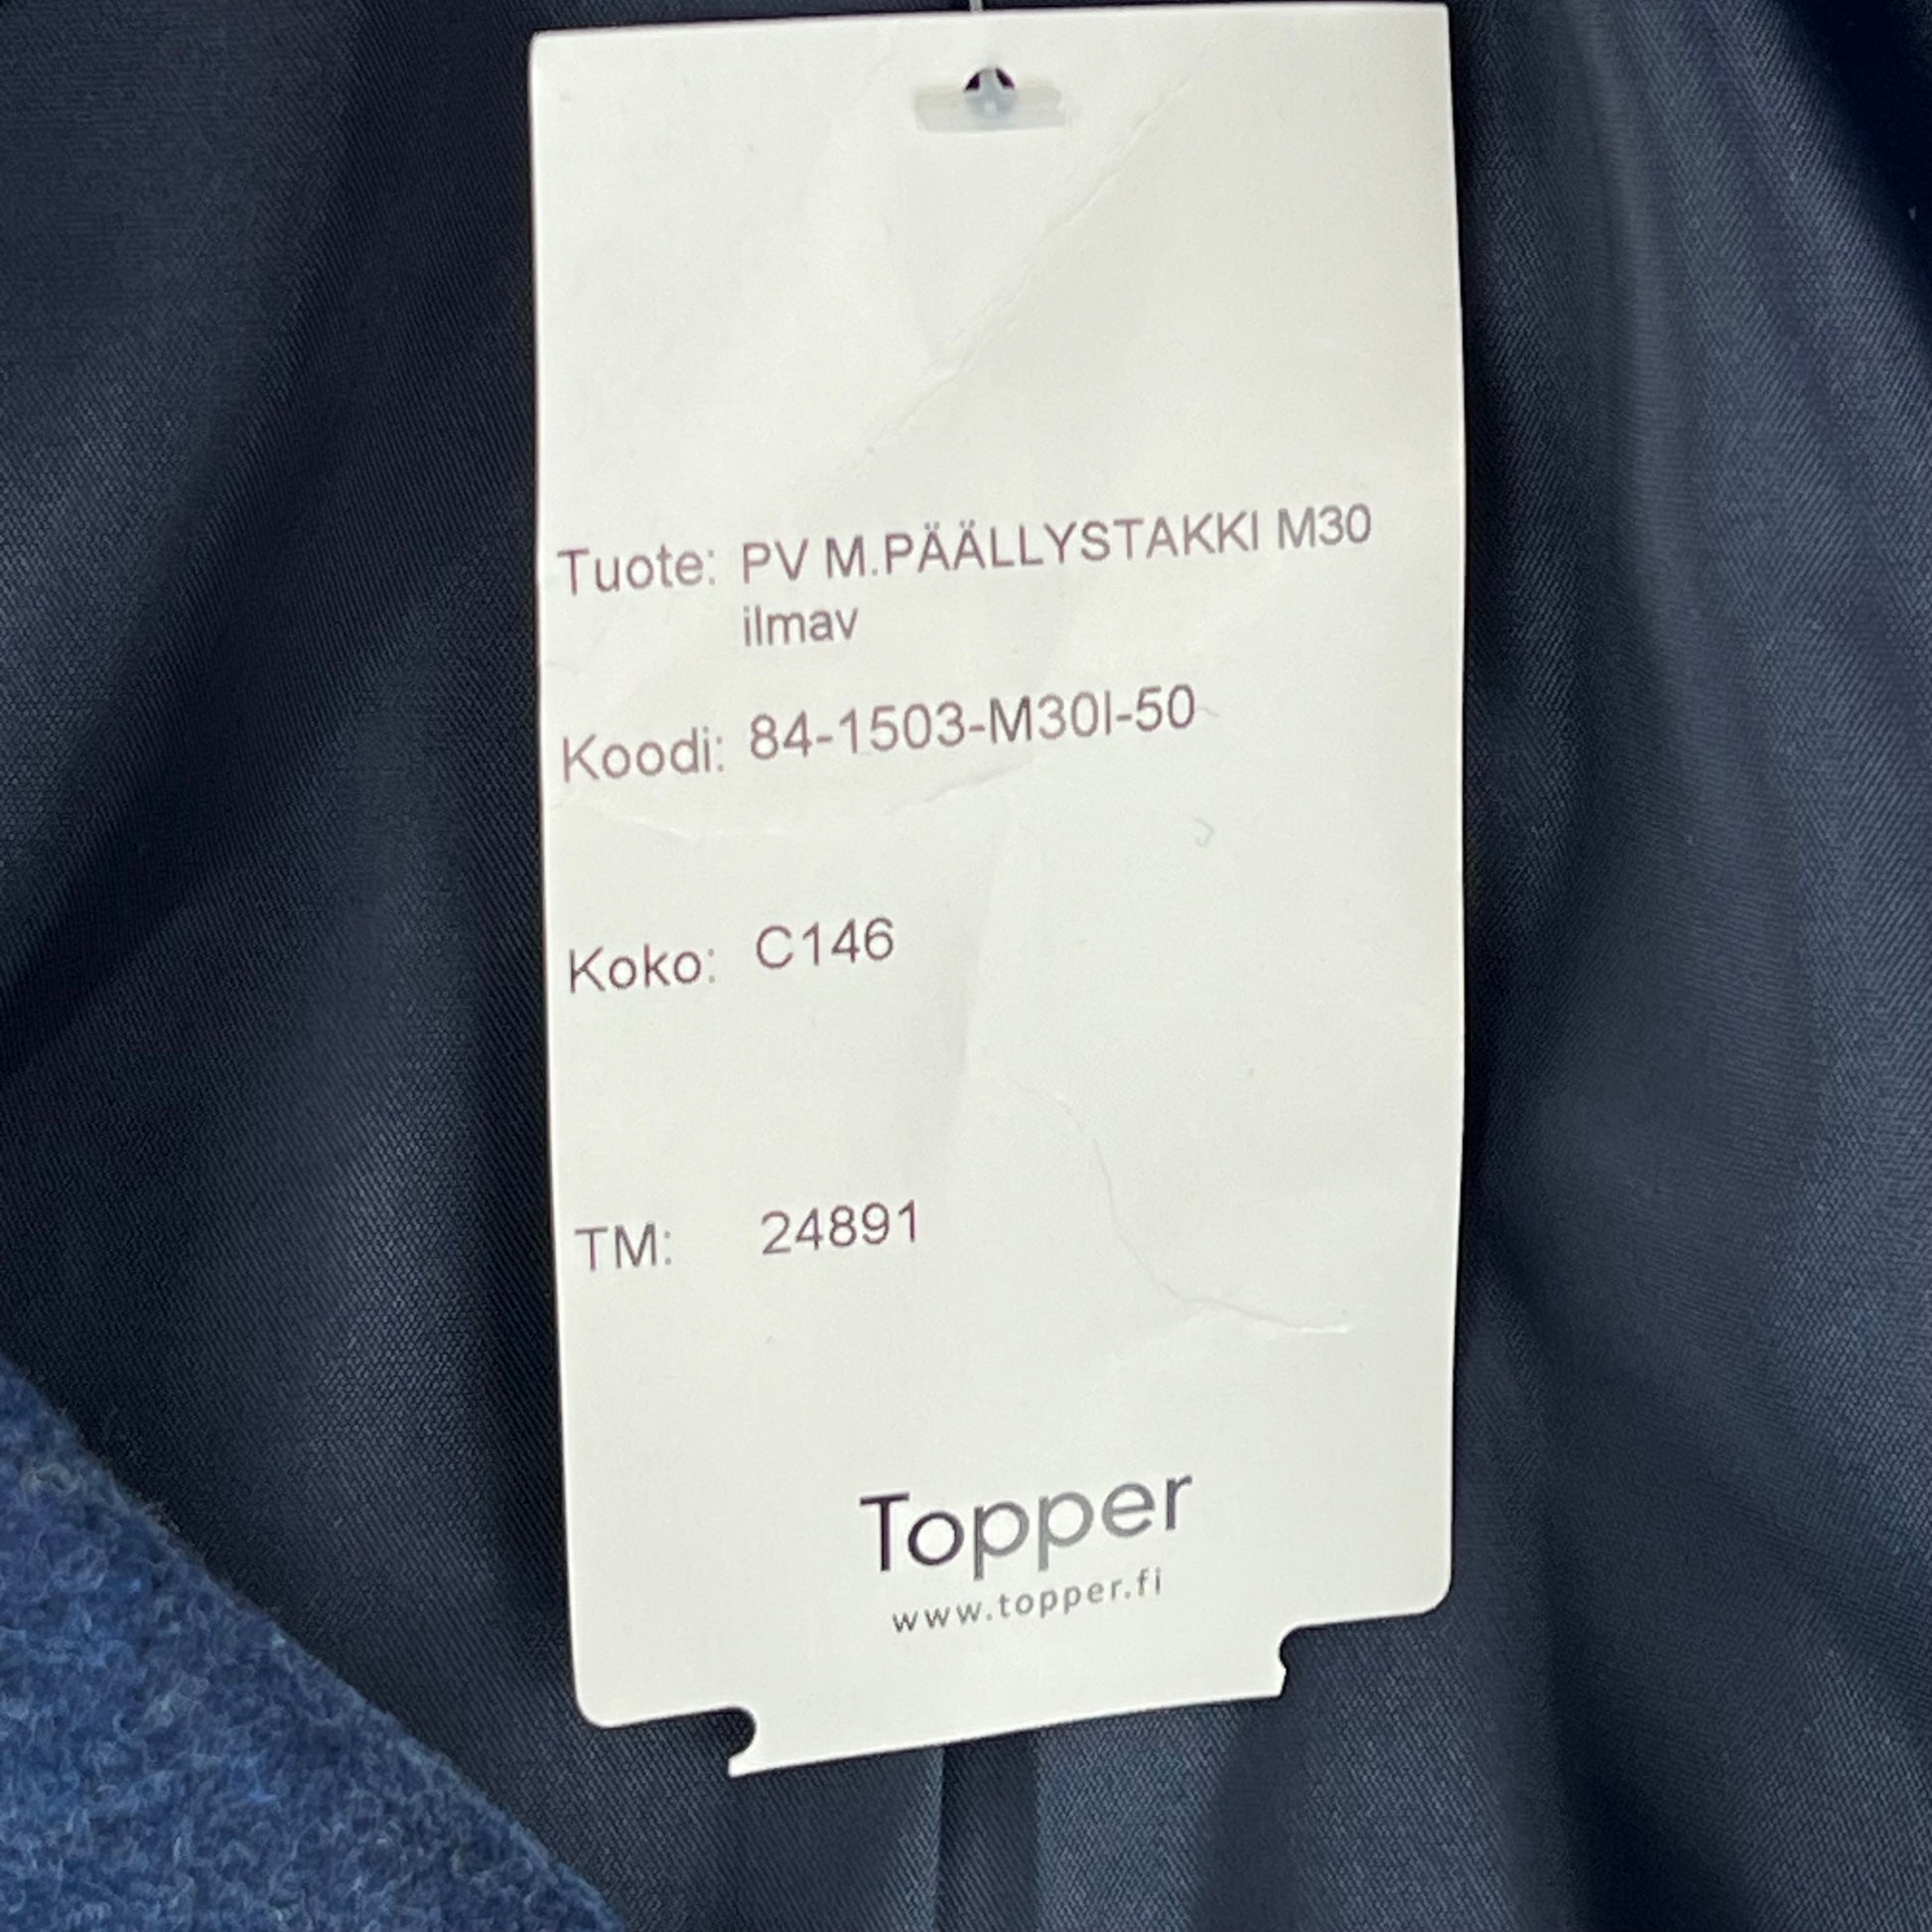 Tuote: PV M.PÄÄLLYSTAKKI M30
ilmav
Koodi: 84-1503-M30I-50
Koko: C146
TM: 24891
Topper
www.topper.fi